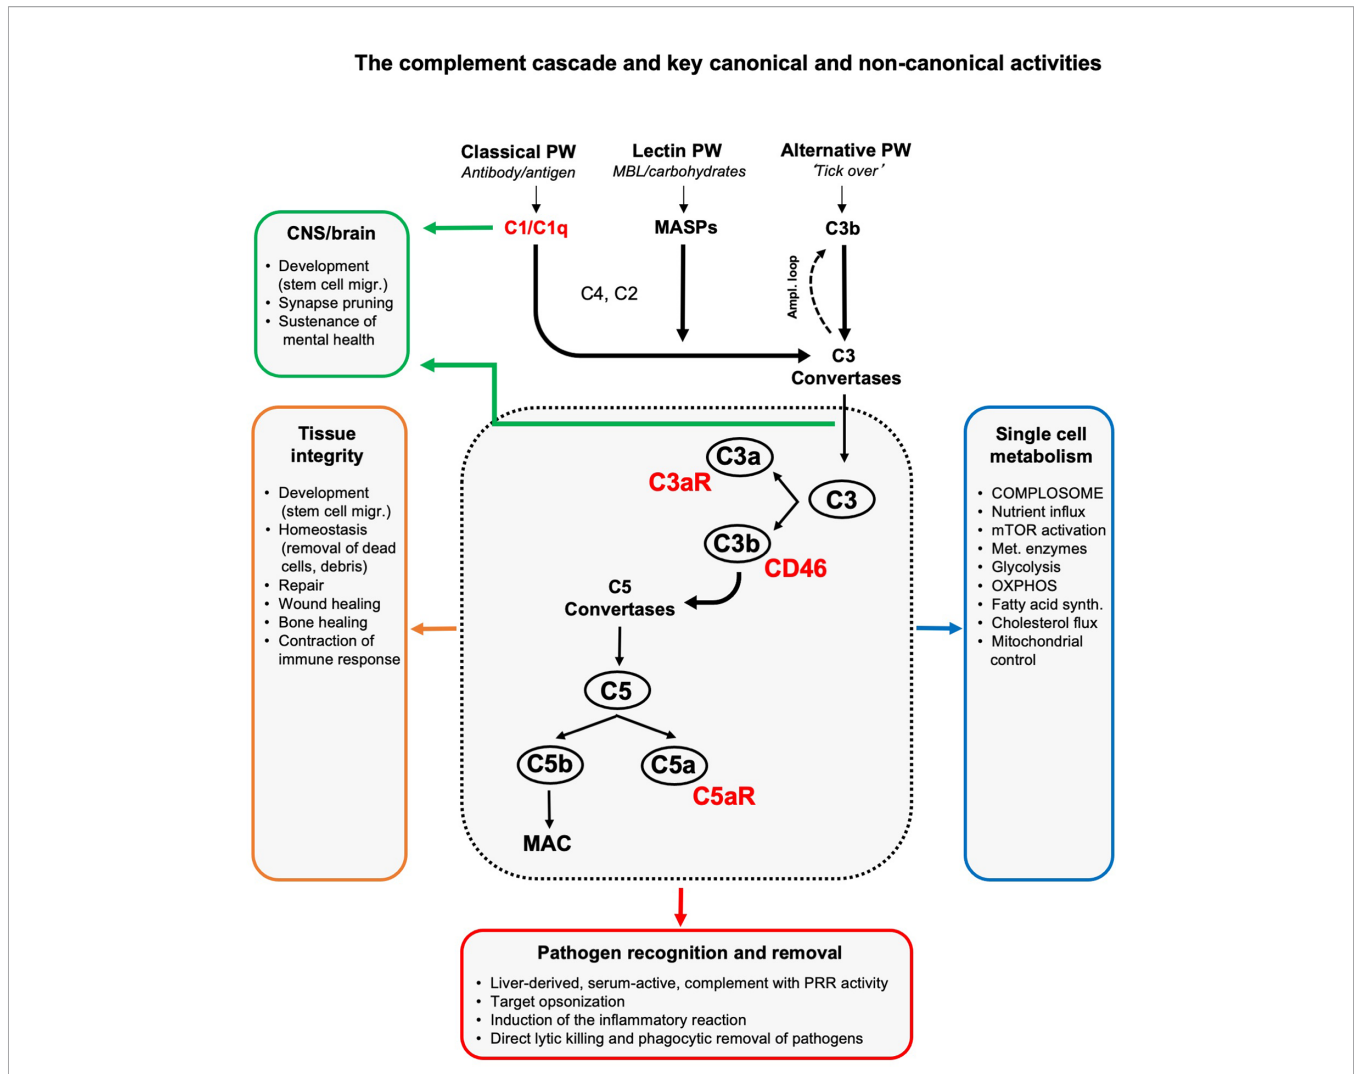 The complement cascade and key canonical and non-canonical activities
Classical PW
Antibody/antigen
Lectin PW
MBL/carbohydrates
Alternative PW
‘Tick over’
C1/C1q
MASPs
C3b
C4, C2
Ampl. loop
C3
Convertases
CNS/brain
• Development
(stem cell migr.)
• Synapse pruning
• Sustenance of
mental health
Tissue
integrity
• Development
(stem cell migr.)
• Homeostasis
(removal of dead
cells, debris)
• Repair
• Wound healing
• Bone healing
• Contraction of
immune response
C3a
C3aR
C3
C3b
CD46
C5
Convertases
C5
C5b
C5a
C5aR
MAC
Single cell
metabolism
• COMPLOSOME
• Nutrient influx
• mTOR activation
• Met. enzymes
• Glycolysis
• OXPHOS
• Fatty acid synth.
• Cholesterol flux
• Mitochondrial
control
Pathogen recognition and removal
• Liver-derived, serum-active, complement with PRR activity
• Target opsonization
• Induction of the inflammatory reaction
• Direct lytic killing and phagocytic removal of pathogens